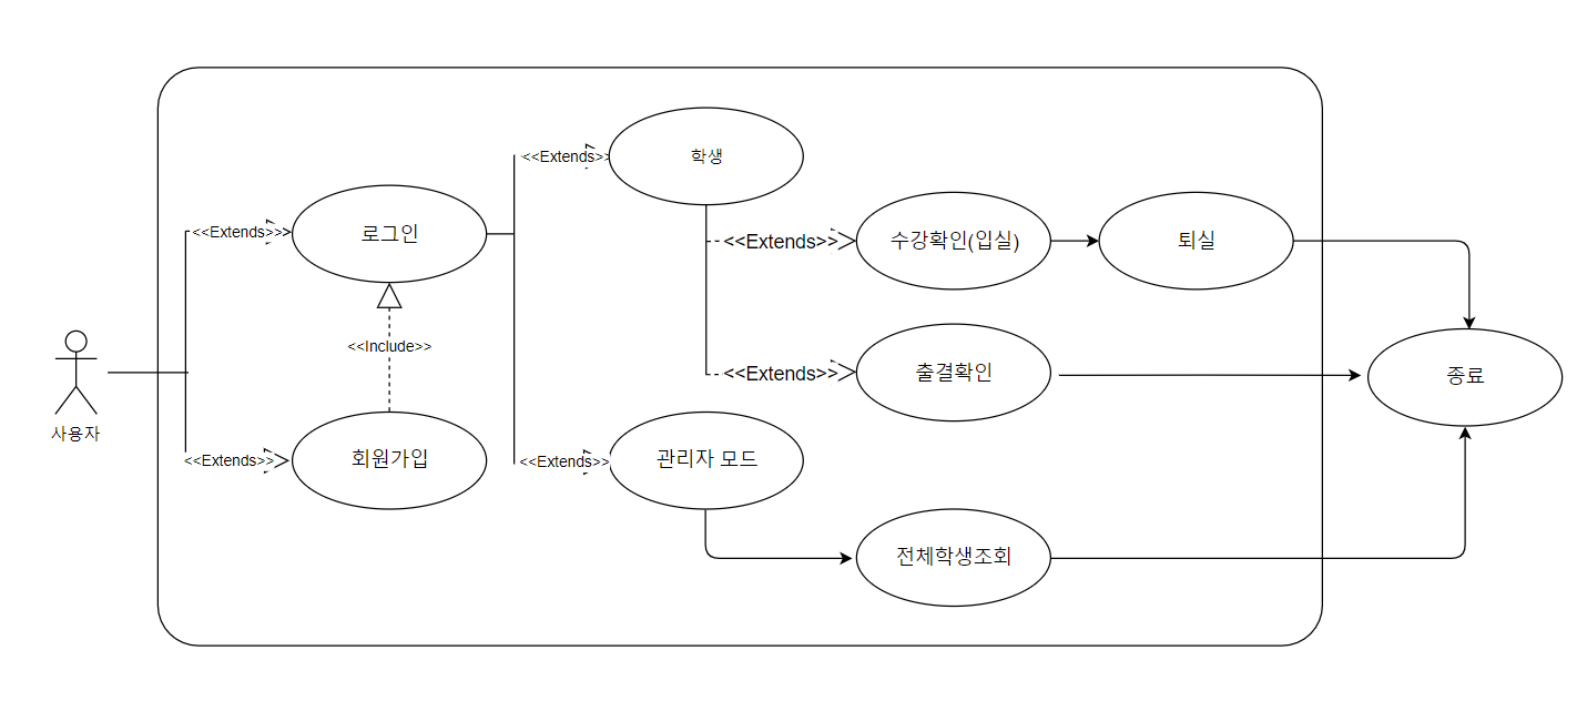 <<Extends>>
학생
<<Extends>>
로그인
<<Extends>>
수강확인(입실)
퇴실
<<Include>>
<<Extends>>
출결확인
종료
사용자
<<Extends>>
회원가입
<<Extends>>
관리자 모드
전체학생조회